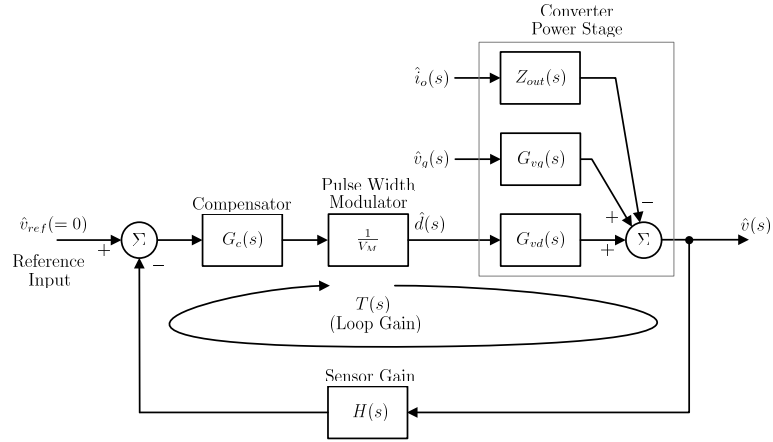 Converter
Power Stage
î_o(s)
Z_out(s)
−
v̂_g(s)
G_vg(s)
+
Compensator
Pulse Width
Modulator
v̂_ref(=0)
+
Σ
−
G_c(s)
1/V_M
d̂(s)
G_vd(s)
+
Σ
v̂(s)
Reference
Input
T(s)
(Loop Gain)
Sensor Gain
H(s)